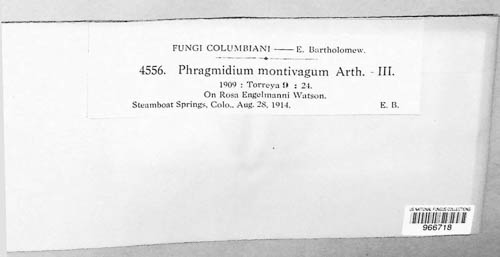 FUNGI COLUMBIANI — E. Bartholomew.
4556. Phragmidium montivagum Arth. - III.
1909 : Torreya 9 : 24.
On Rosa Engelmanni Watson.
Steamboat Springs, Colo., Aug. 28, 1914. E. B.
US NATIONAL FUNGUS COLLECTIONS
966718